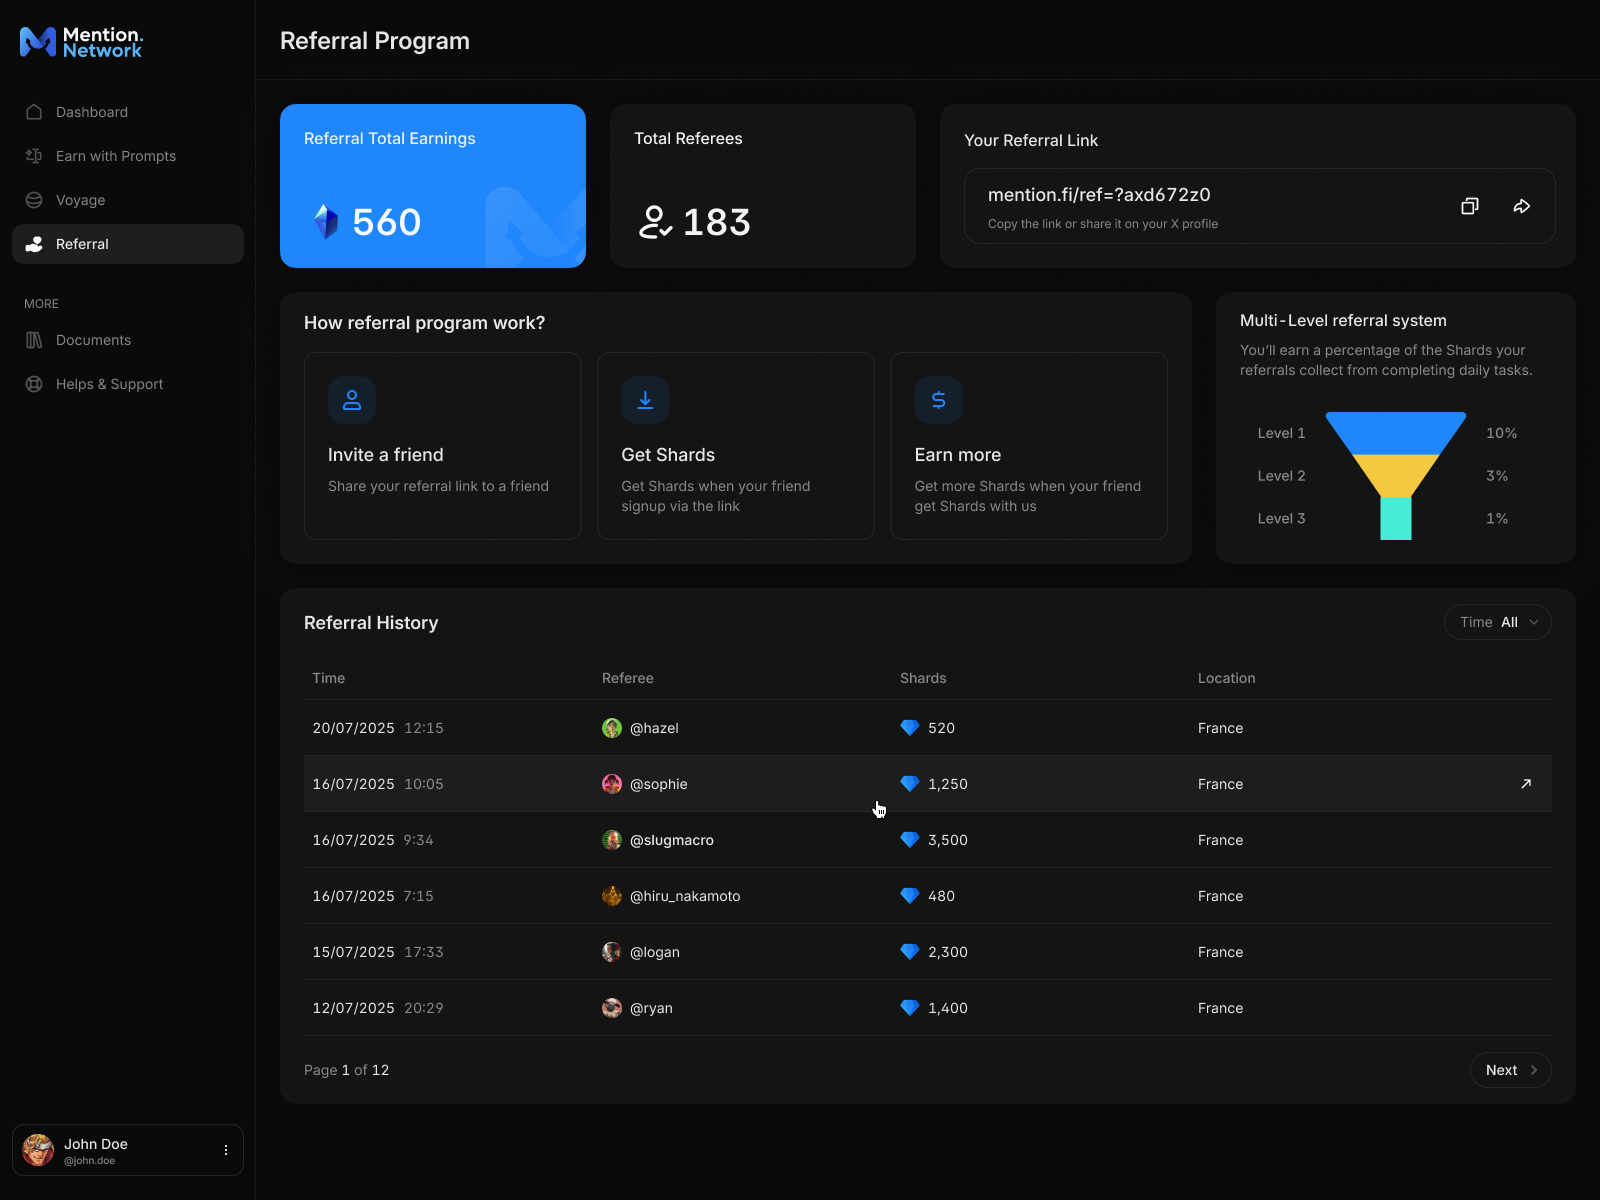 Mention.
Network
Referral Program
Dashboard
Earn with Prompts
Voyage
Referral
MORE
Documents
Helps & Support
Referral Total Earnings
560
Total Referees
183
Your Referral Link
mention.fi/ref=?axd672z0
Copy the link or share it on your X profile
How referral program work?
Invite a friend
Share your referral link to a friend
Get Shards
Get Shards when your friend
signup via the link
Earn more
Get more Shards when your friend
get Shards with us
Multi-Level referral system
You'll earn a percentage of the Shards your
referrals collect from completing daily tasks.
Level 1 10%
Level 2 3%
Level 3 1%
Referral History
Time All
Time Referee Shards Location
20/07/2025 12:15 @hazel 520 France
16/07/2025 10:05 @sophie 1,250 France
16/07/2025 9:34 @slugmacro 3,500 France
16/07/2025 7:15 @hiru_nakamoto 480 France
15/07/2025 17:33 @logan 2,300 France
12/07/2025 20:29 @ryan 1,400 France
Page 1 of 12
Next
John Doe
@john.doe